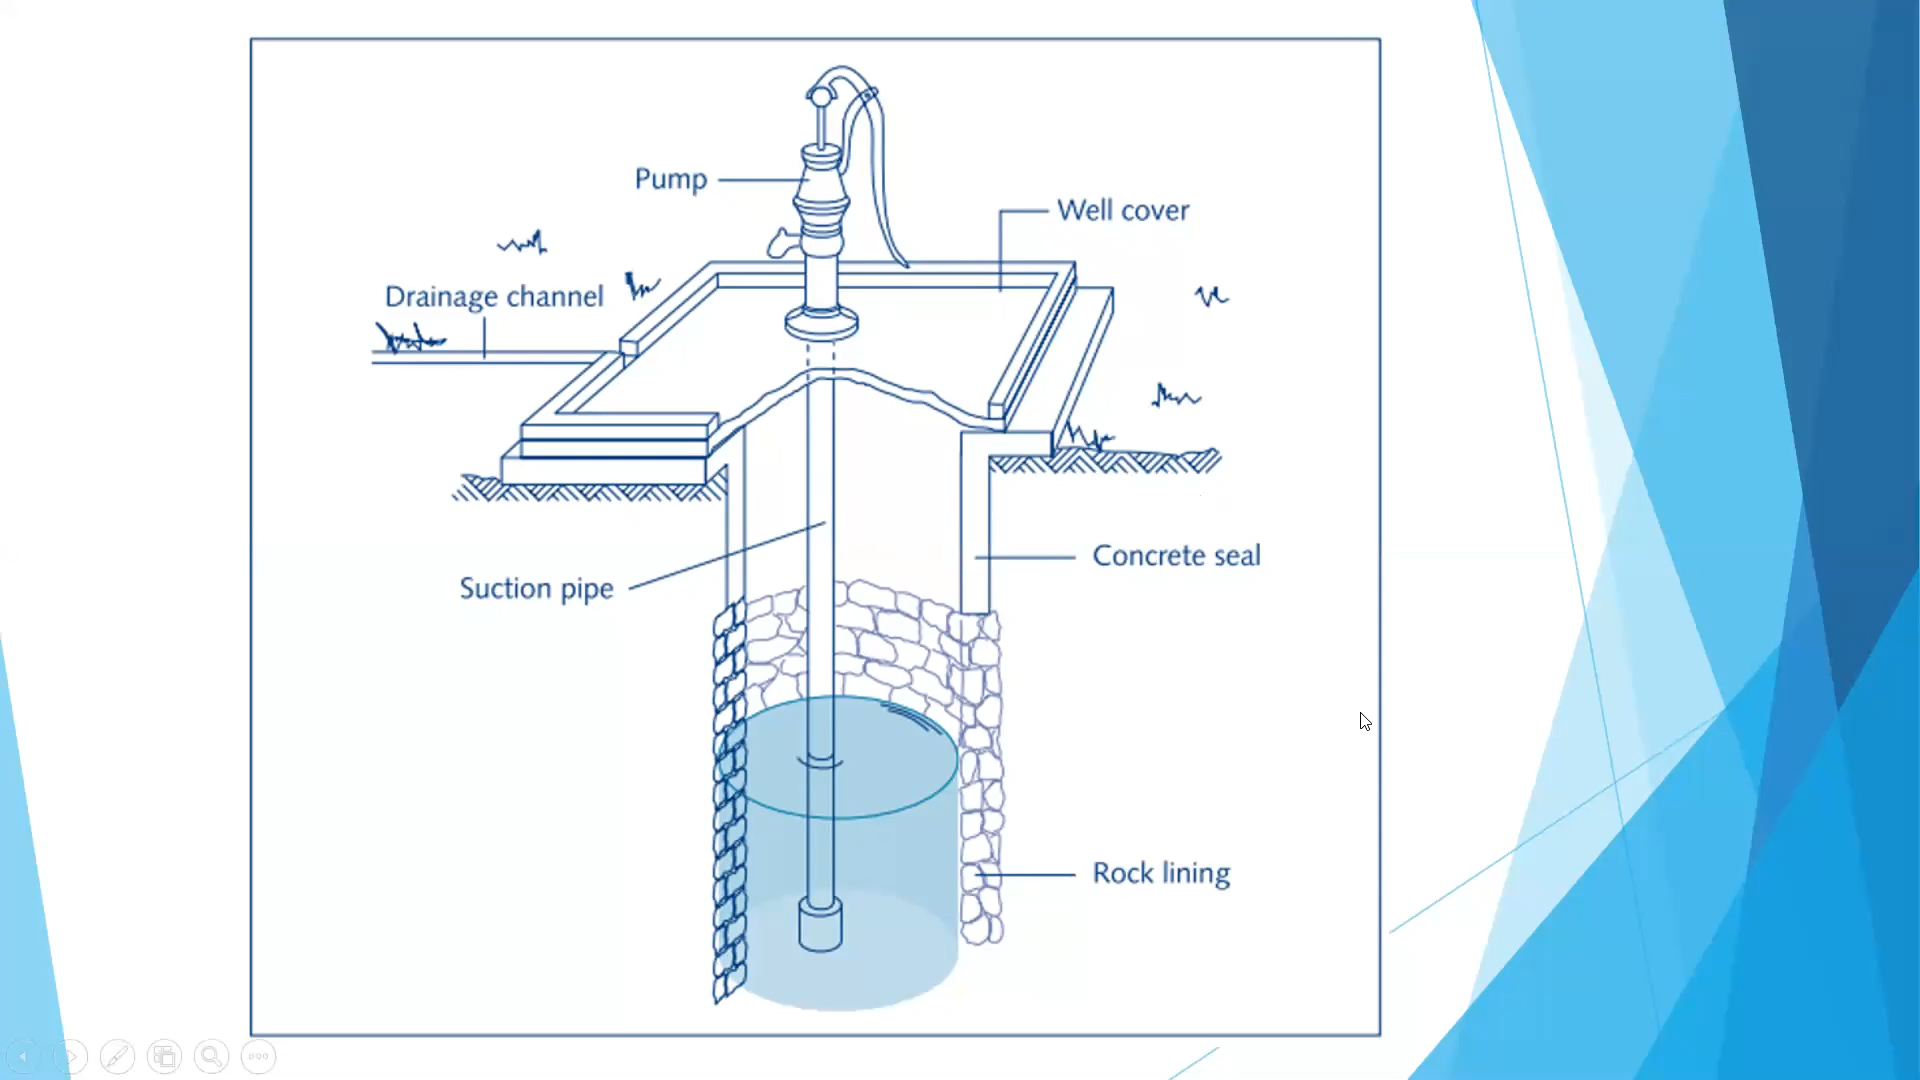 Pump
Well cover
Drainage channel
Concrete seal
Suction pipe
Rock lining